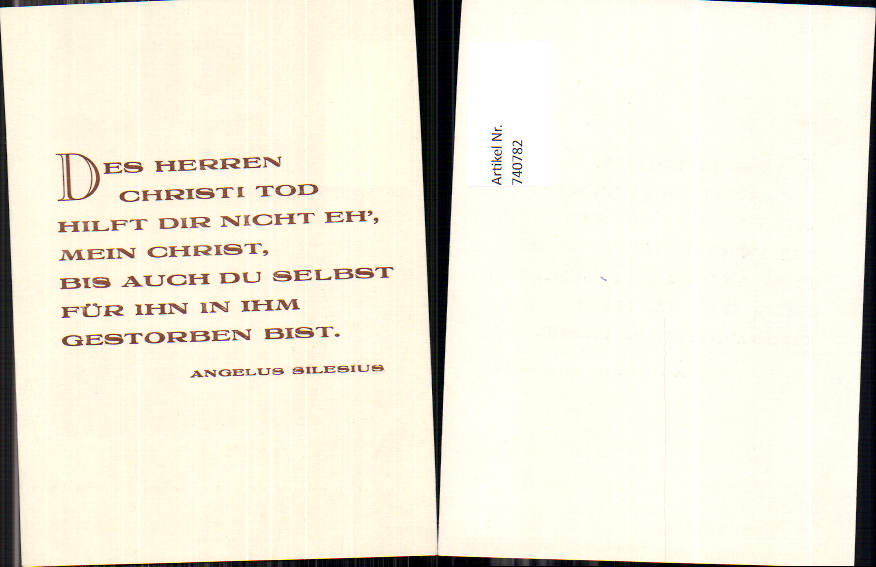 DES HERREN
CHRISTI TOD
HILFT DIR NICHT EH',
MEIN CHRIST,
BIS AUCH DU SELBST
FÜR IHN IN IHM
GESTORBEN BIST.
ANGELUS SILESIUS
Artikel Nr.
740782